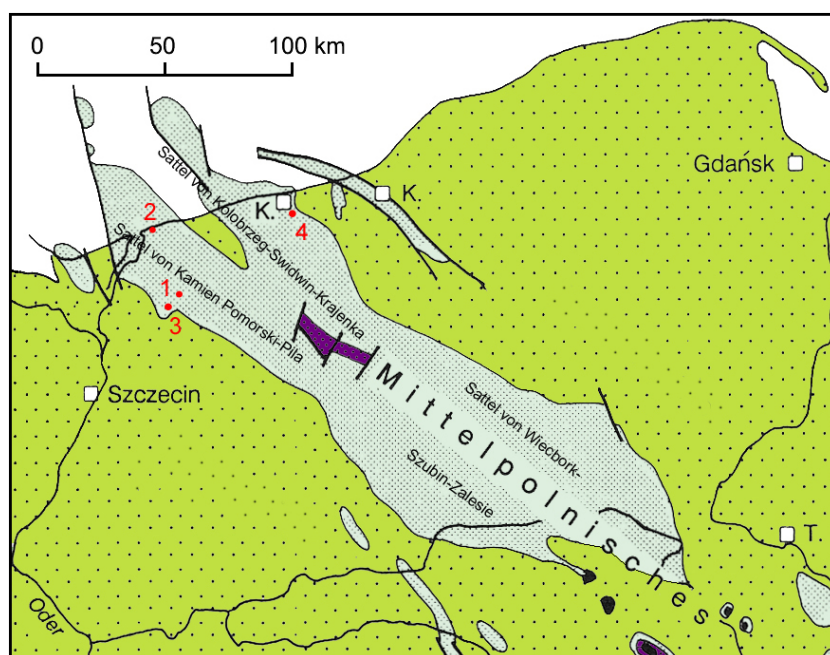 0 50 100 km
Gdańsk
Sattel von Kolobrzeg-Swidwin-Krajenka
K.
K.
2
4
Sattel von Kamien Pomorski-Pila
1
3
Szczecin
Mittelpolnisches
Sattel von Wiecbork-
Szubin-Zalesie
T
Oder